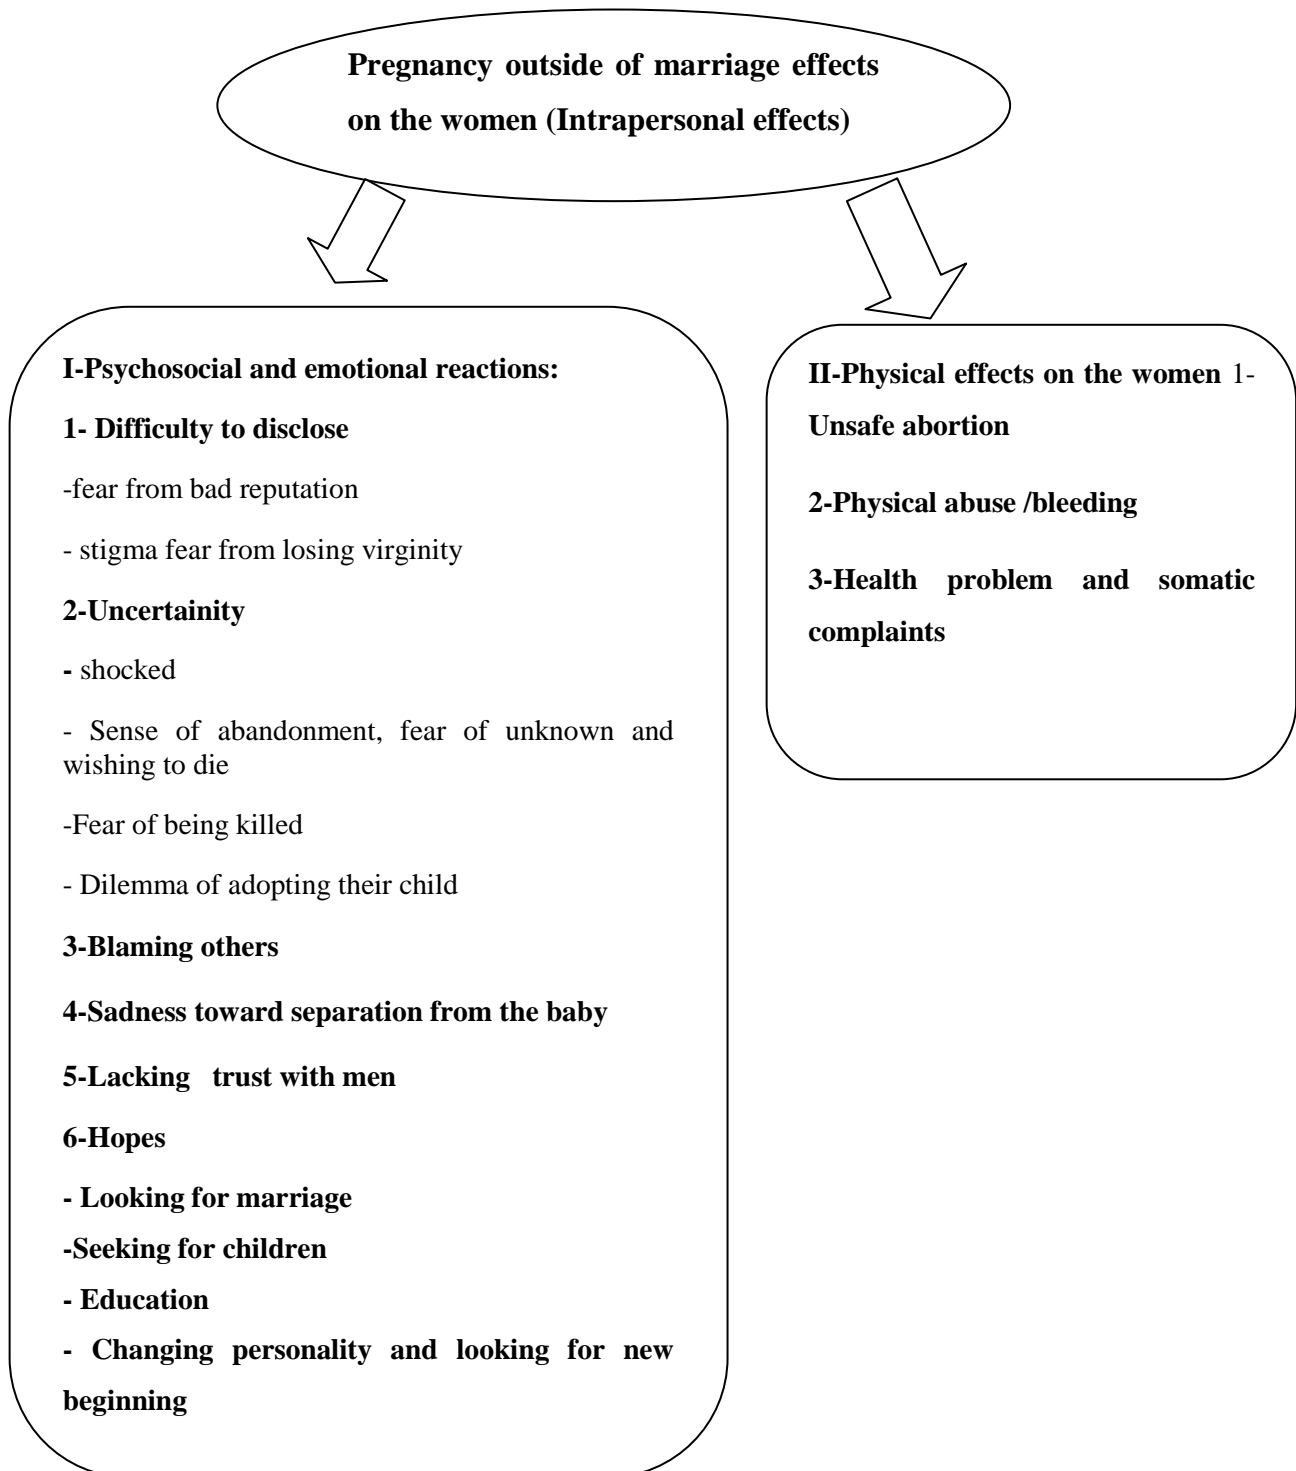 Pregnancy outside of marriage effects
on the women (Intrapersonal effects)
I-Psychosocial and emotional reactions:
1- Difficulty to disclose
-fear from bad reputation
- stigma fear from losing virginity
2-Uncertainity
- shocked
- Sense of abandonment, fear of unknown and
wishing to die
-Fear of being killed
- Dilemma of adopting their child
3-Blaming others
4-Sadness toward separation from the baby
5-Lacking trust with men
6-Hopes
- Looking for marriage
-Seeking for children
- Education
- Changing personality and looking for new
beginning
II-Physical effects on the women 1-
Unsafe abortion
2-Physical abuse /bleeding
3-Health problem and somatic
complaints